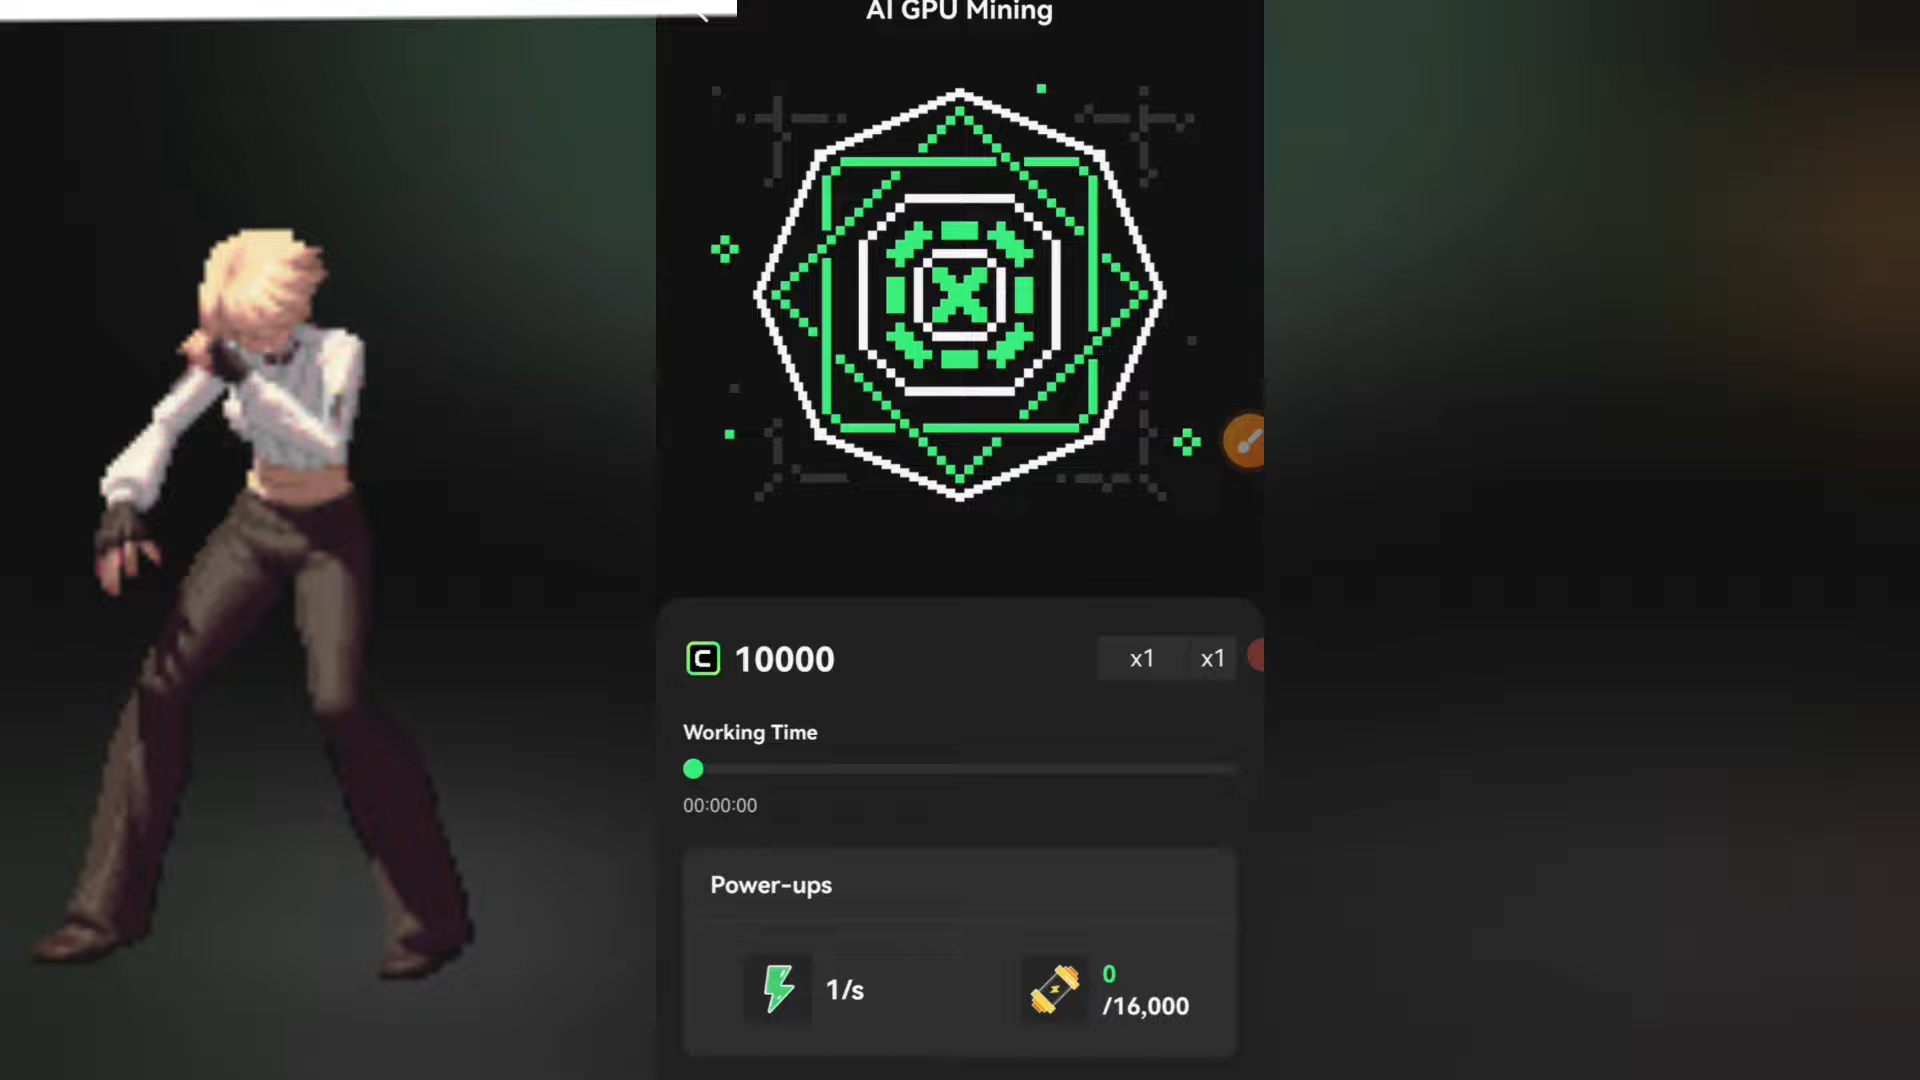 AI GPU Mining
C 10000
x1 x1
Working Time
00:00:00
Power-ups
1/s
0
/16,000